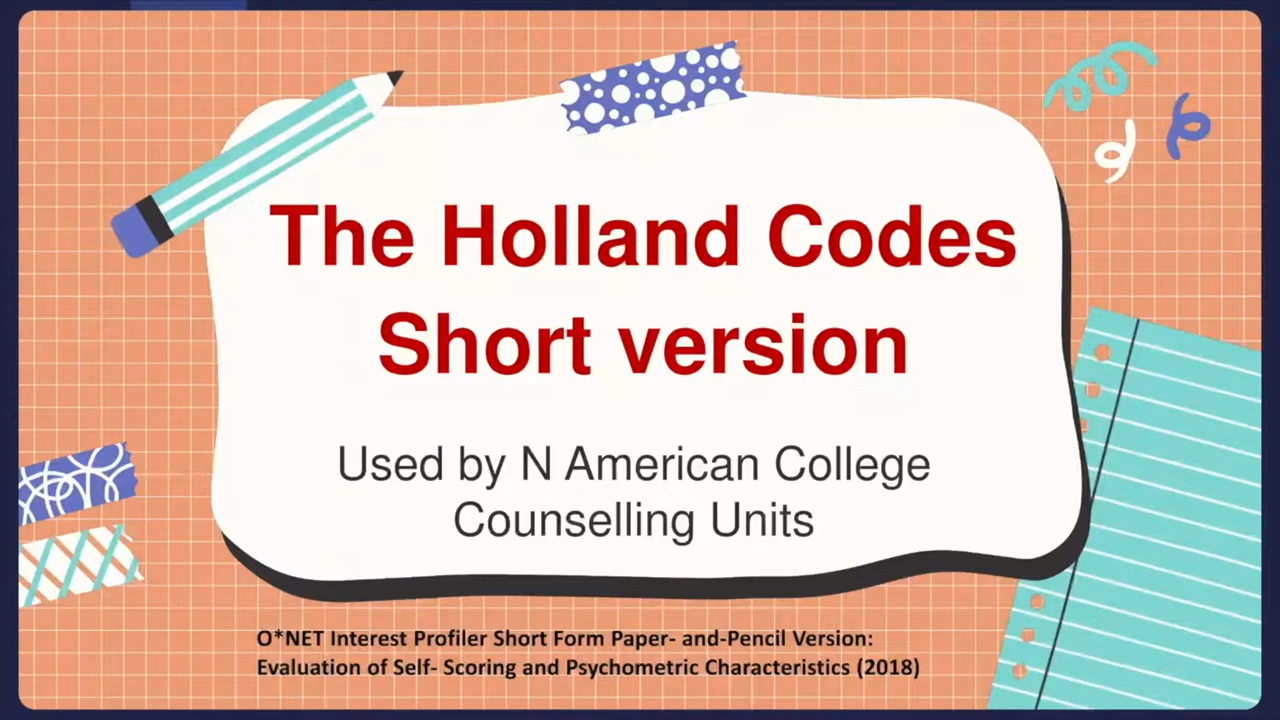 The Holland Codes
Short version
Used by N American College
Counselling Units
O*NET Interest Profiler Short Form Paper- and-Pencil Version:
Evaluation of Self- Scoring and Psychometric Characteristics (2018)